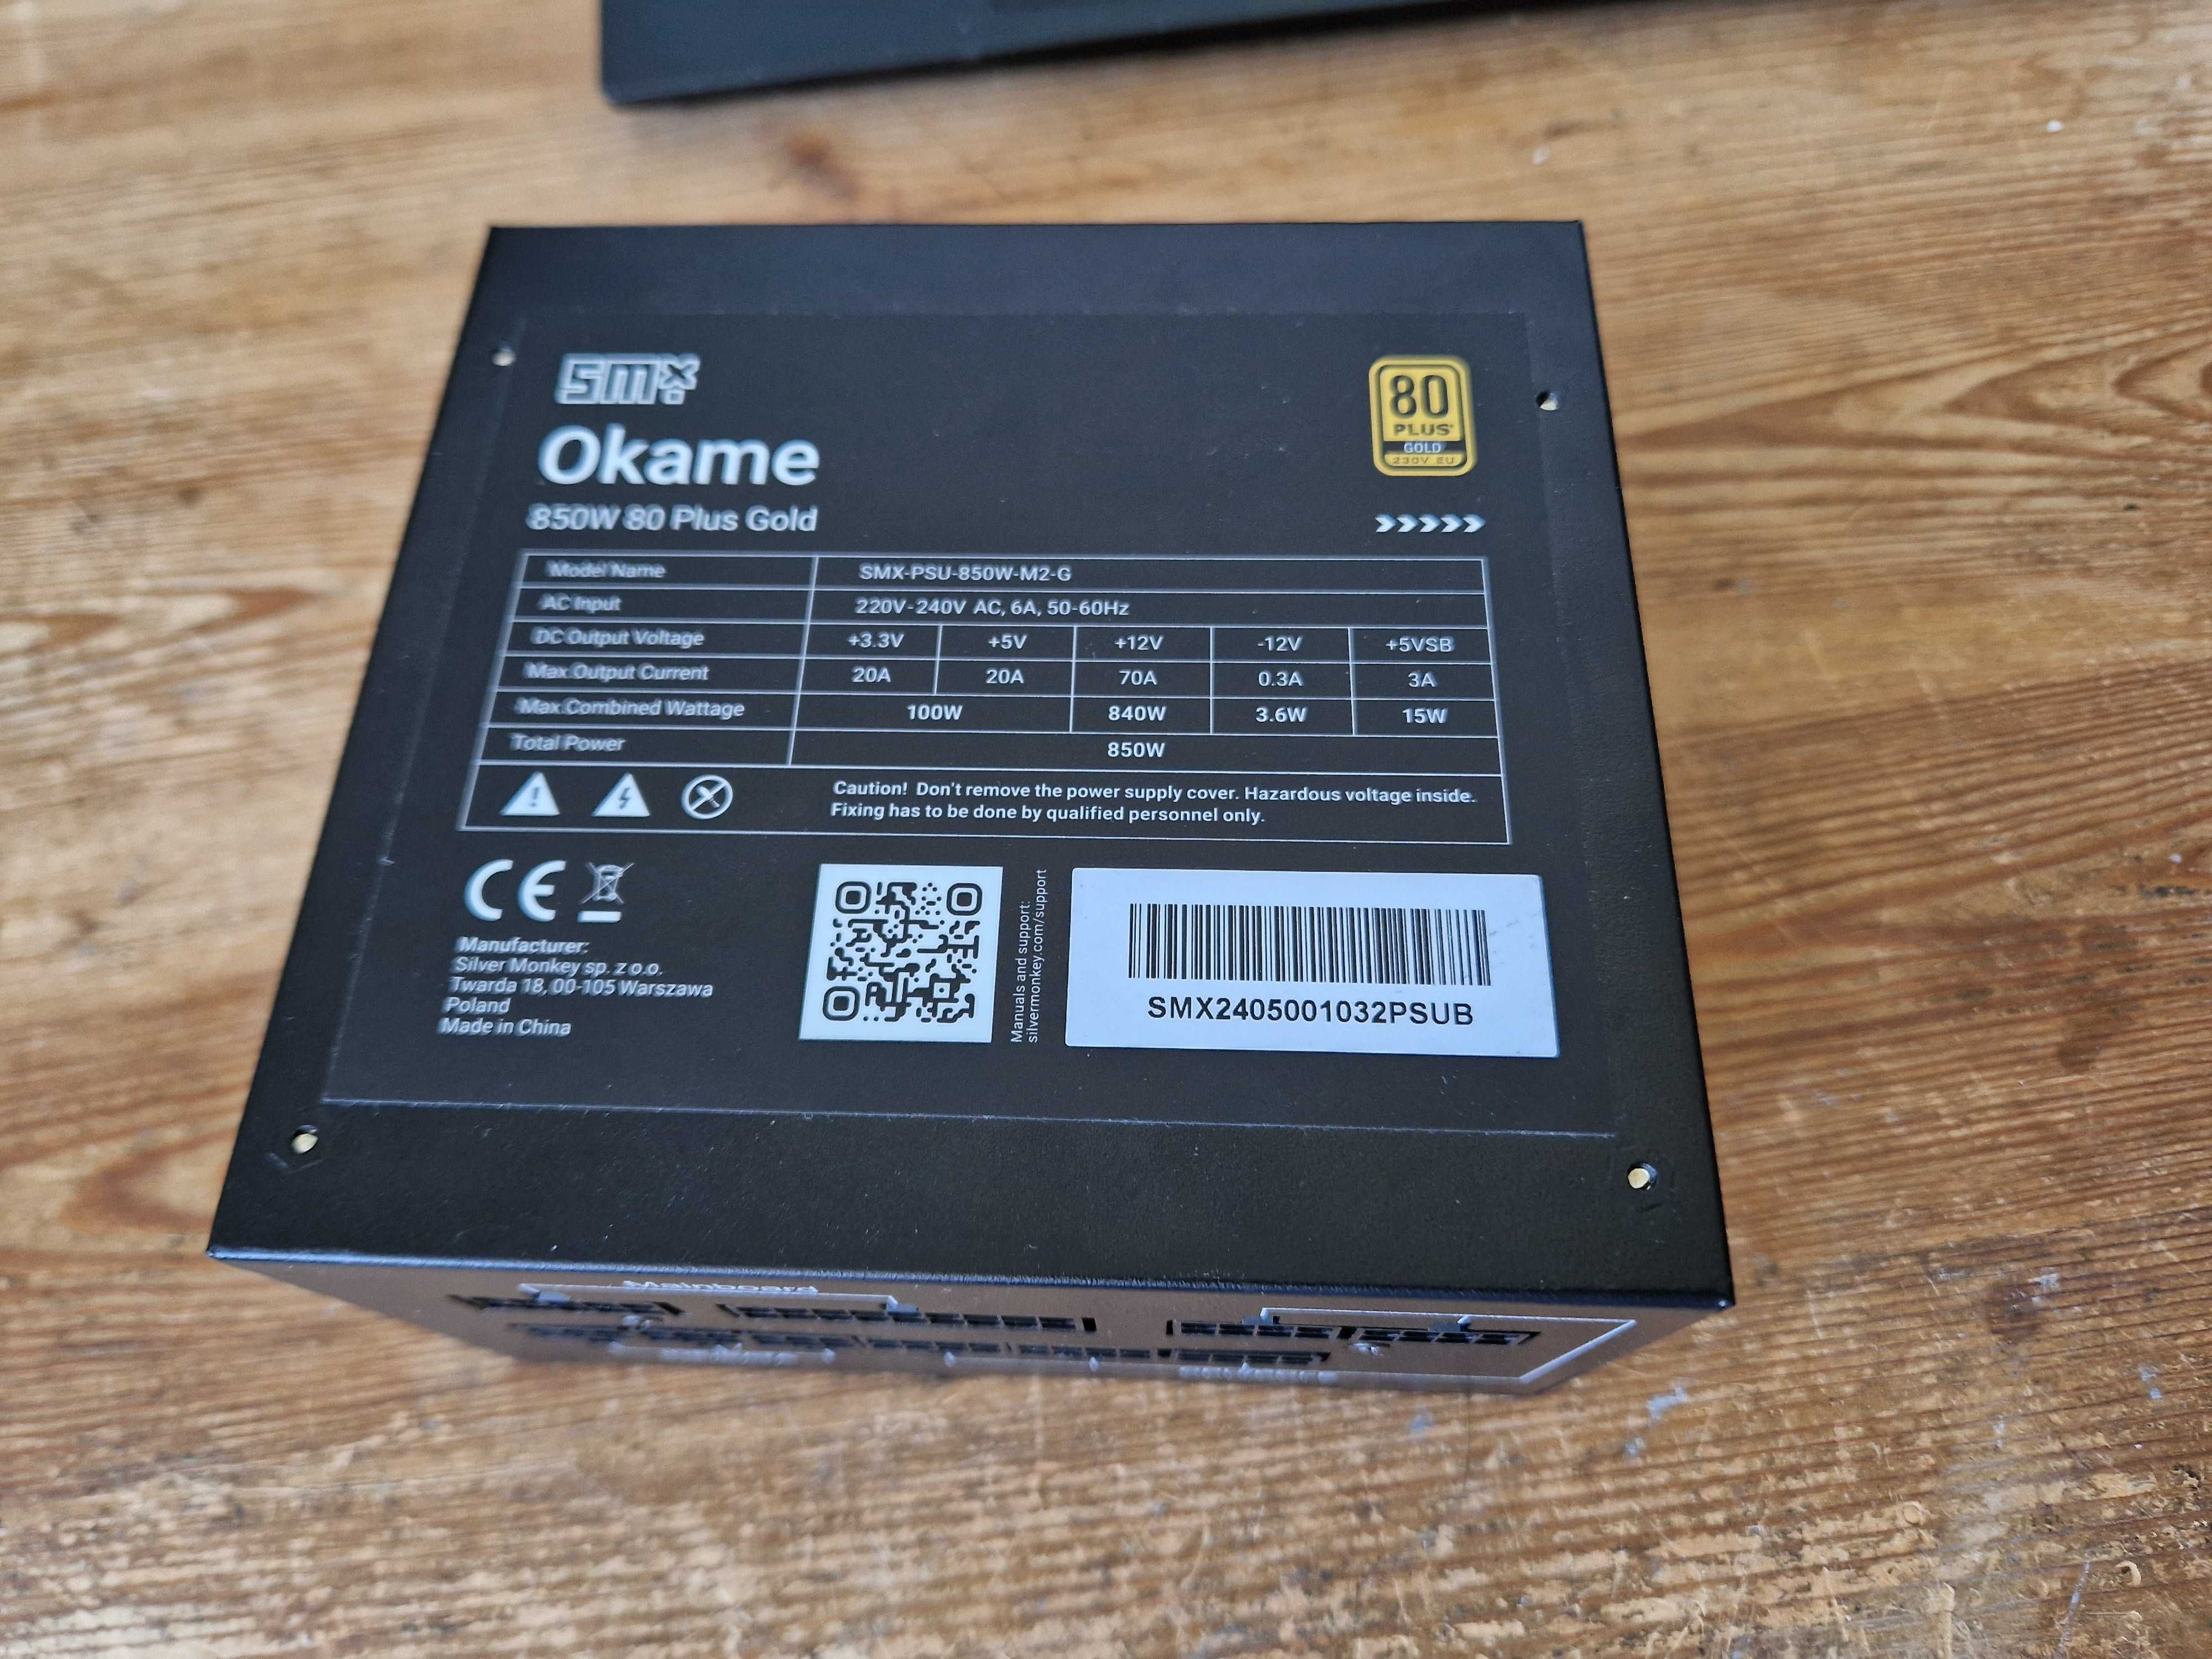 SMX
Okame
850W 80 Plus Gold
80
PLUS
GOLD
230V EU
Model Name SMX-PSU-850W-M2-G
AC Input 220V-240V AC, 6A, 50-60Hz
DC Output Voltage +3.3V +5V +12V -12V +5VSB
Max.Output Current 20A 20A 70A 0.3A 3A
Max.Combined Wattage 100W 840W 3.6W 15W
Total Power 850W
Caution! Don't remove the power supply cover. Hazardous voltage inside.
Fixing has to be done by qualified personnel only.
CE
Manufacturer:
Silver Monkey sp. z o.o.
Twarda 18, 00-105 Warszawa
Poland
Made in China
Manuals and support:
silvermonkey.com/support
SMX2405001032PSUB
Mainboard